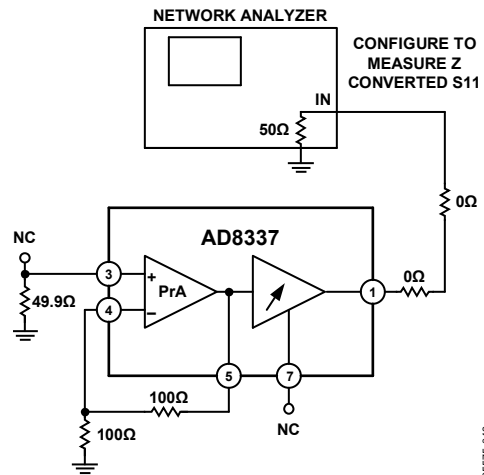 NETWORK ANALYZER
CONFIGURE TO
MEASURE Z
CONVERTED S11
IN
50Ω
0Ω
NC
AD8337
0Ω
3
+
PrA
1
49.9Ω
4
–
5
7
100Ω
100Ω
NC